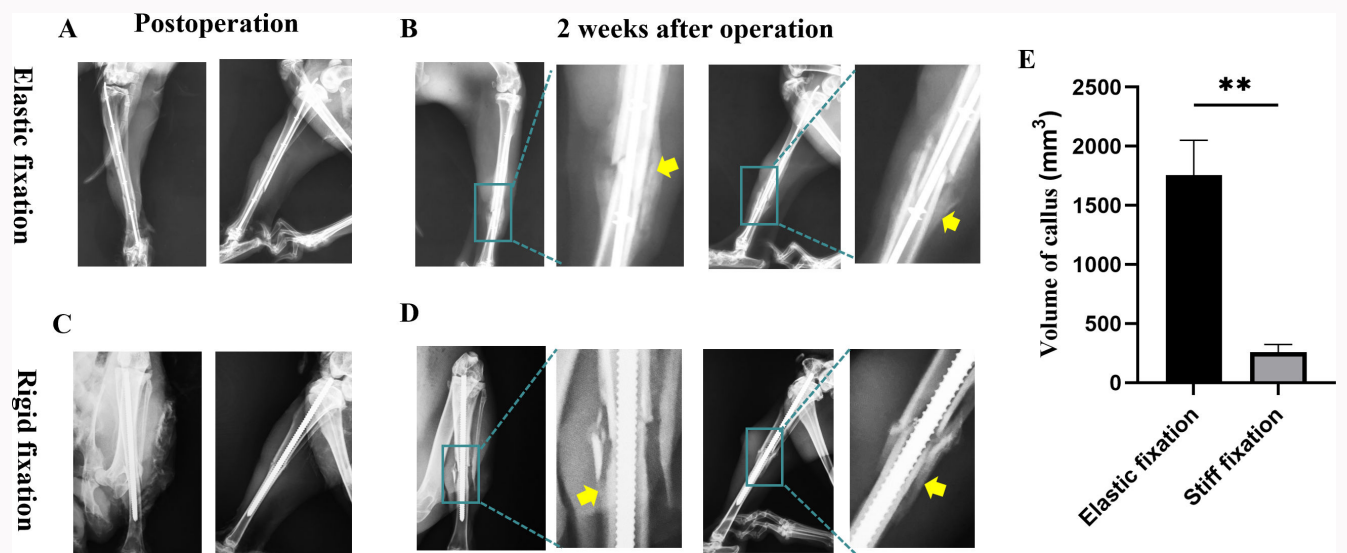 A
Postoperation
B
2 weeks after operation
Elastic fixation
C
D
Rigid fixation
E
Volume of callus (mm³)
2500
2000
1500
1000
500
0
**
Elastic fixation
Stiff fixation